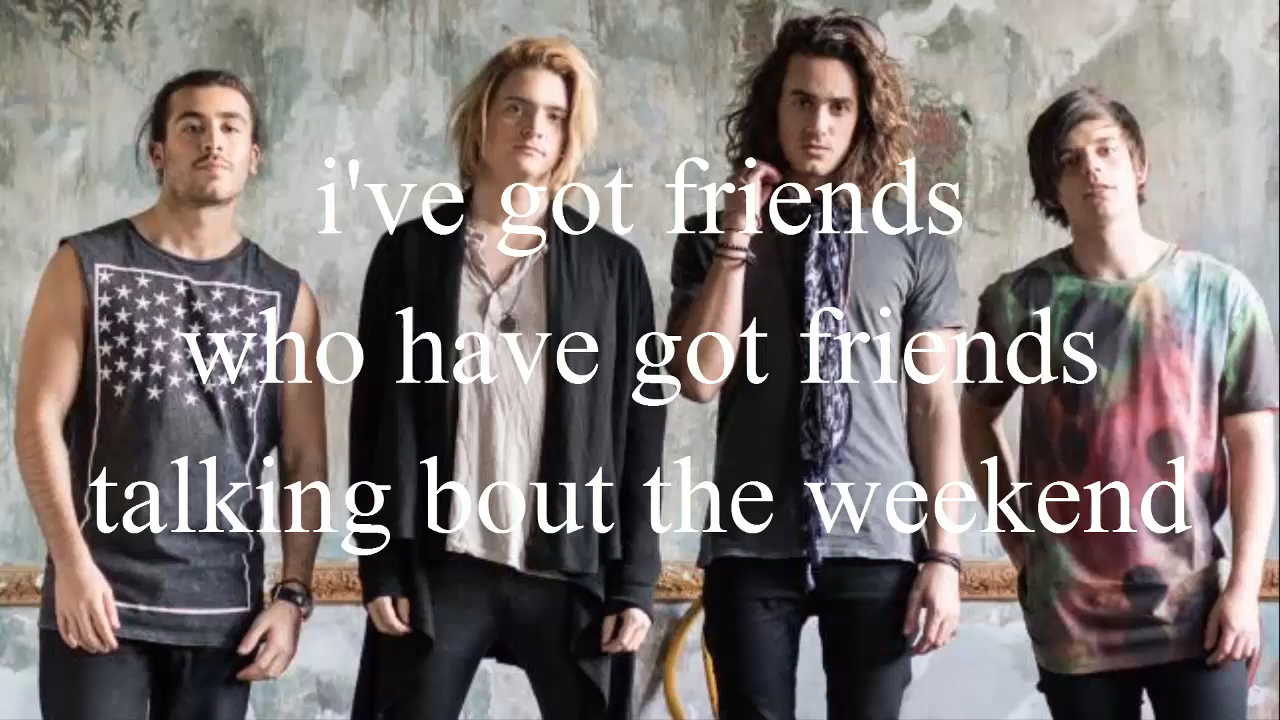 i've got friends
who have got friends
talking bout the weekend